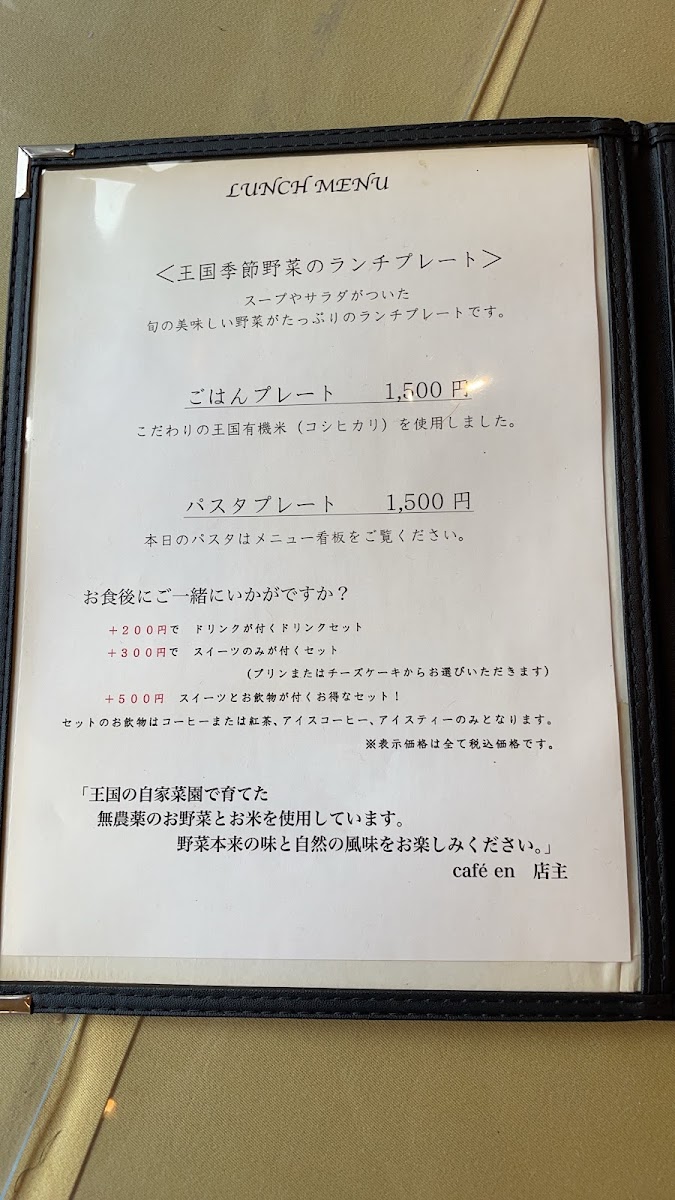 LUNCH MENU
＜王国季節野菜のランチプレート＞
スープやサラダがついた
旬の美味しい野菜がたっぷりのランチプレートです。
ごはんプレート 1,500 円
こだわりの王国有機米（コシヒカリ）を使用しました。
パスタプレート 1,500 円
本日のパスタはメニュー看板をご覧ください。
お食後にご一緒にいかがですか？
＋200円で ドリンクが付くドリンクセット
＋300円で スイーツのみが付くセット
（プリンまたはチーズケーキからお選びいただきます）
＋500円 スイーツとお飲物が付くお得なセット！
セットのお飲物はコーヒーまたは紅茶、アイスコーヒー、アイスティーのみとなります。
※表示価格は全て税込価格です。
「王国の自家菜園で育てた
無農薬のお野菜とお米を使用しています。
野菜本来の味と自然の風味をお楽しみください。」
café en 店主